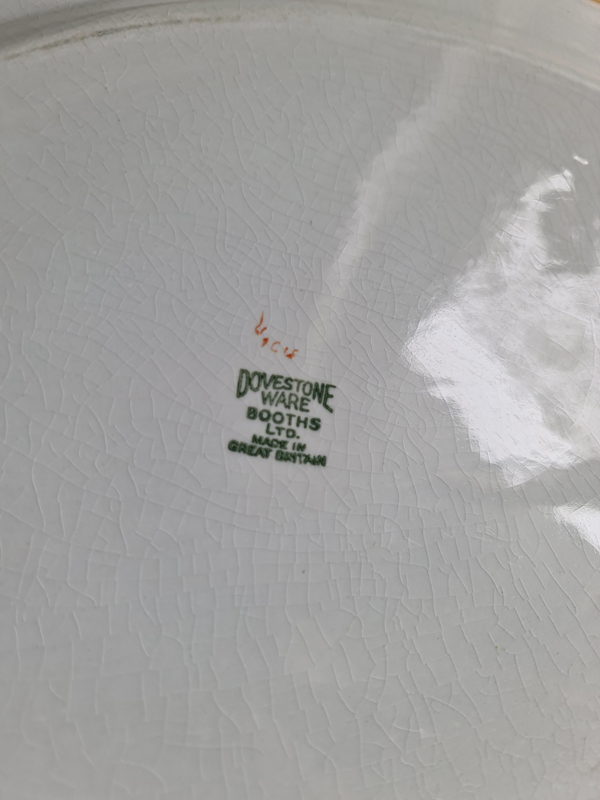 DOVESTONE
WARE
BOOTHS
LTD.
MADE IN
GREAT BRITAIN